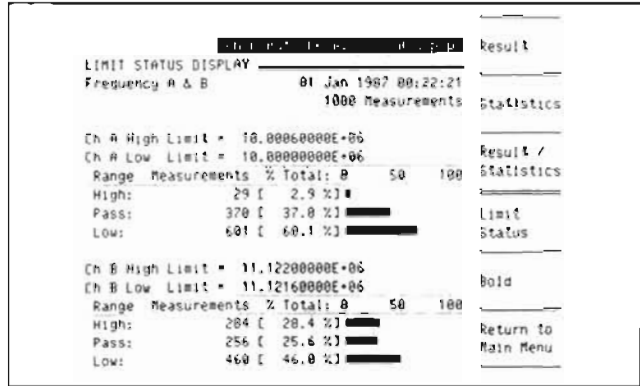 LIMIT STATUS DISPLAY
Frequency A & B 01 Jan 1987 00:22:21
1000 Measurements
Ch A High Limit = 10.00060000E+06
Ch A Low Limit = 10.00000000E+06
Range Measurements % Total: 0 50 100
High: 29 [ 2.9 %]
Pass: 370 [ 37.0 %]
Low: 601 [ 60.1 %]
Ch B High Limit = 11.12200000E+06
Ch B Low Limit = 11.12160000E+06
Range Measurements % Total: 0 50 100
High: 284 [ 28.4 %]
Pass: 256 [ 25.6 %]
Low: 460 [ 46.0 %]
Result
Statistics
Result /
Statistics
Limit
Status
Bold
Return to
Main Menu